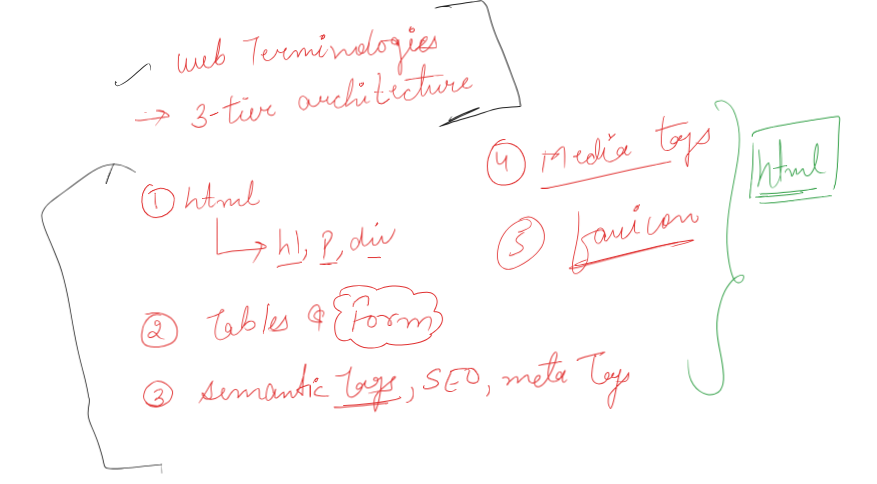 web Terminologies
→ 3-tier architecture
① html
h1, p, div
② Tables & Form
③ semantic Tags, SEO, meta Tags
④ Media tags
⑤ favicon
html